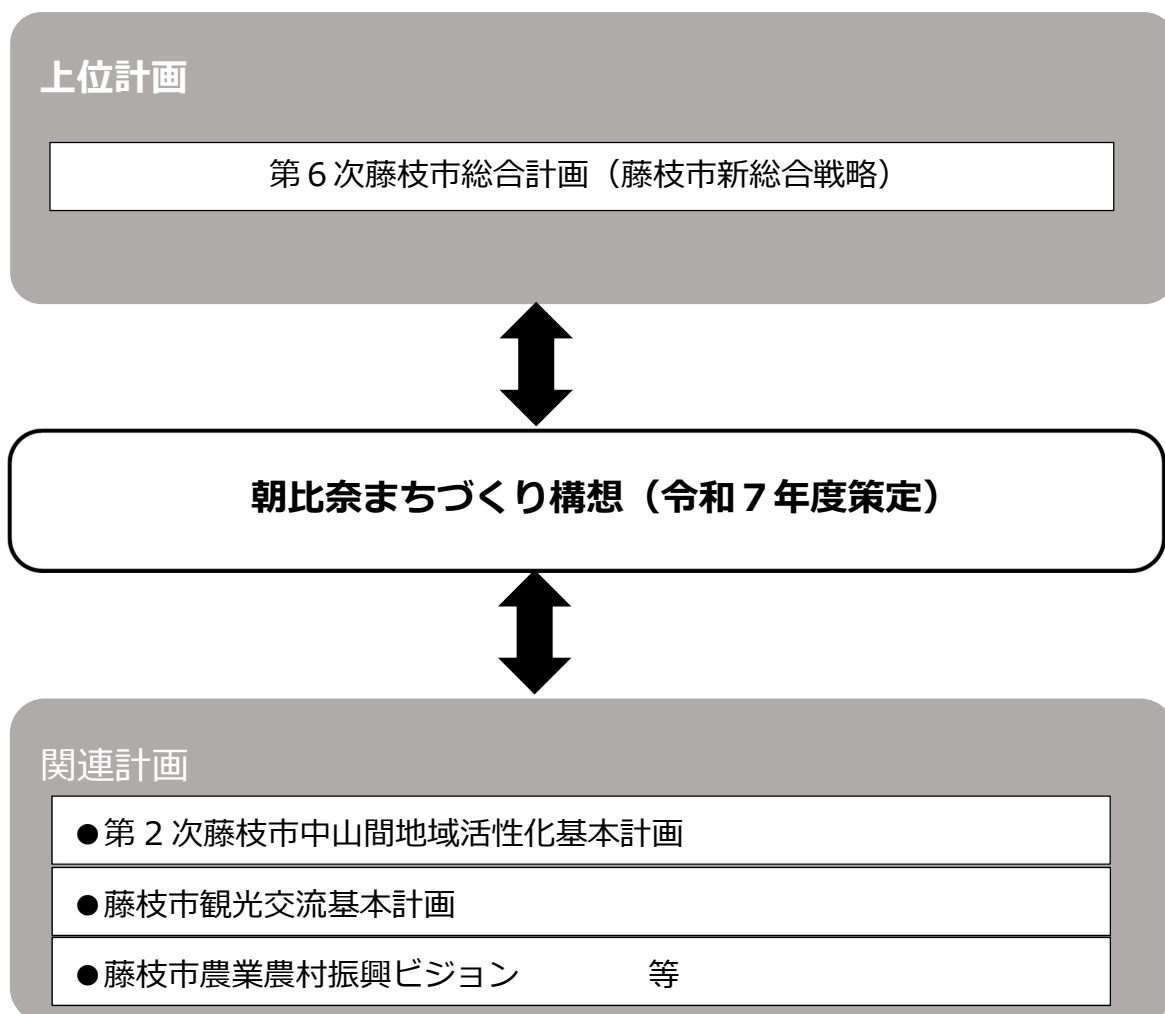 上位計画
第6次藤枝市総合計画（藤枝市新総合戦略）
朝比奈まちづくり構想（令和７年度策定）
関連計画
●第２次藤枝市中山間地域活性化基本計画
●藤枝市観光交流基本計画
●藤枝市農業農村振興ビジョン　　　　等